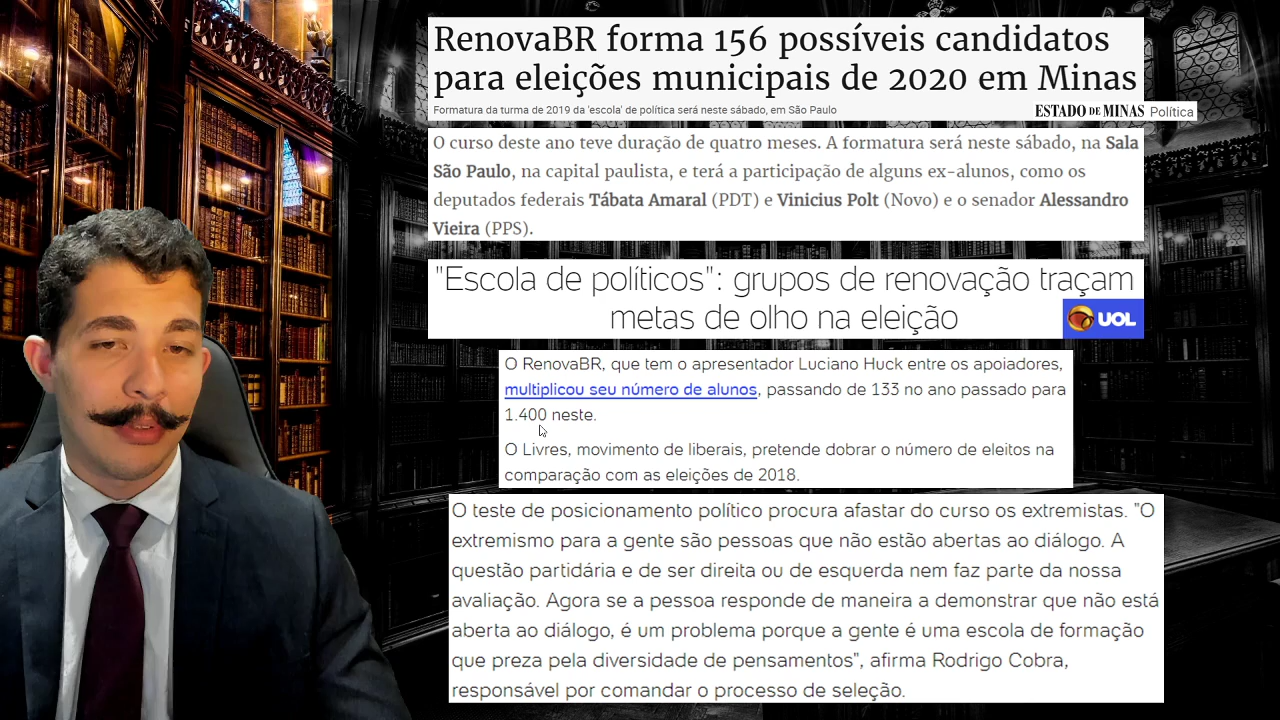 RenovaBR forma 156 possíveis candidatos
para eleições municipais de 2020 em Minas
Formatura da turma de 2019 da 'escola' de política será neste sábado, em São Paulo
ESTADO DE MINAS Política
O curso deste ano teve duração de quatro meses. A formatura será neste sábado, na Sala
São Paulo, na capital paulista, e terá a participação de alguns ex-alunos, como os
deputados federais Tábata Amaral (PDT) e Vinicius Polt (Novo) e o senador Alessandro
Vieira (PPS).
"Escola de políticos": grupos de renovação traçam
metas de olho na eleição
UOL
O RenovaBR, que tem o apresentador Luciano Huck entre os apoiadores,
multiplicou seu número de alunos, passando de 133 no ano passado para
1.400 neste.
O Livres, movimento de liberais, pretende dobrar o número de eleitos na
comparação com as eleições de 2018.
O teste de posicionamento político procura afastar do curso os extremistas. "O
extremismo para a gente são pessoas que não estão abertas ao diálogo. A
questão partidária e de ser direita ou de esquerda nem faz parte da nossa
avaliação. Agora se a pessoa responde de maneira a demonstrar que não está
aberta ao diálogo, é um problema porque a gente é uma escola de formação
que preza pela diversidade de pensamentos", afirma Rodrigo Cobra,
responsável por comandar o processo de seleção.